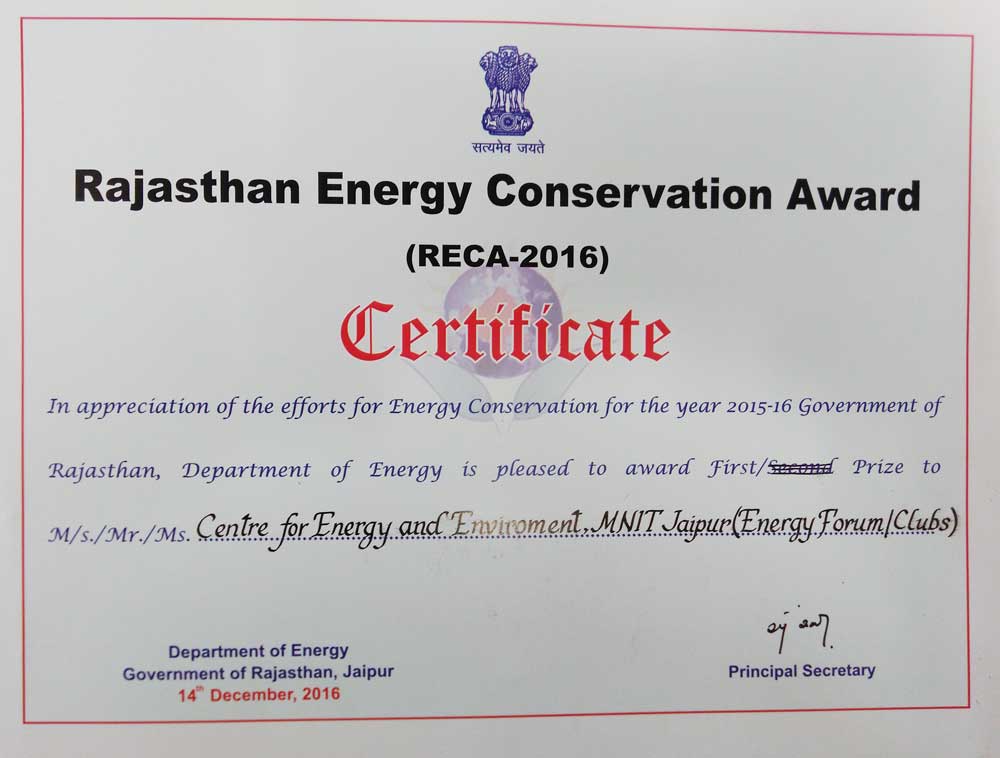 सत्यमेव जयते
Rajasthan Energy Conservation Award
(RECA-2016)
Certificate
In appreciation of the efforts for Energy Conservation for the year 2015-16 Government of
Rajasthan, Department of Energy is pleased to award First/Second Prize to
M/s./Mr./Ms. Centre for Energy and Enviroment, MNIT Jaipur (Energy Forum/Clubs)
Department of Energy
Government of Rajasthan, Jaipur
14th December, 2016
Principal Secretary